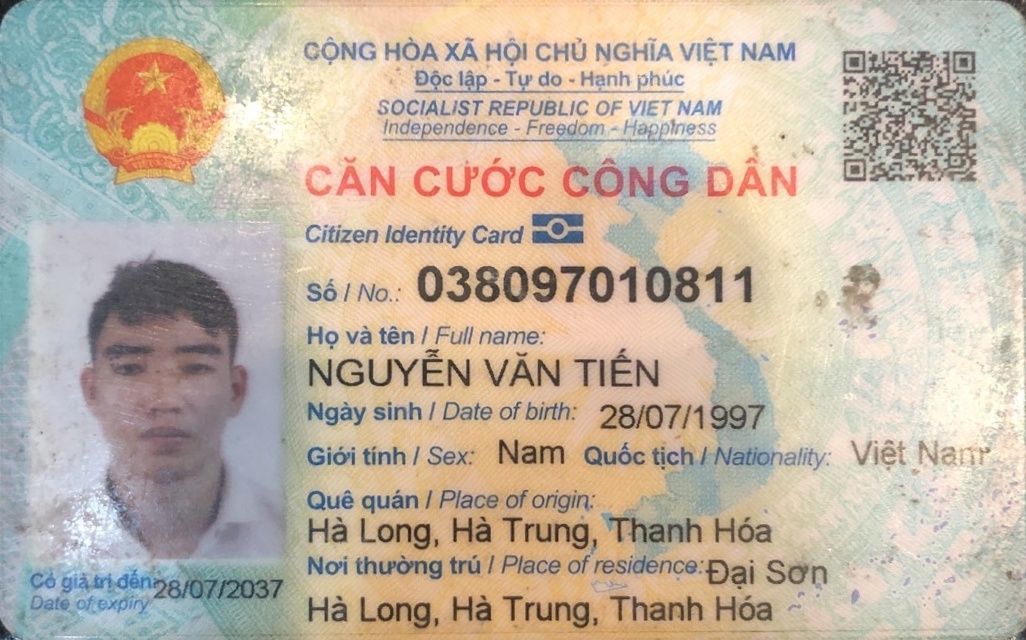 CỘNG HÒA XÃ HỘI CHỦ NGHĨA VIỆT NAM
Độc lập - Tự do - Hạnh phúc
SOCIALIST REPUBLIC OF VIET NAM
Independence - Freedom - Happiness
CĂN CƯỚC CÔNG DÂN
Citizen Identity Card
Số / No.: 038097010811
Họ và tên / Full name:
NGUYỄN VĂN TIẾN
Ngày sinh / Date of birth: 28/07/1997
Giới tính / Sex: Nam Quốc tịch / Nationality: Việt Nam
Quê quán / Place of origin:
Hà Long, Hà Trung, Thanh Hóa
Nơi thường trú / Place of residence: Đại Sơn
Hà Long, Hà Trung, Thanh Hóa
Có giá trị đến: 28/07/2037
Date of expiry